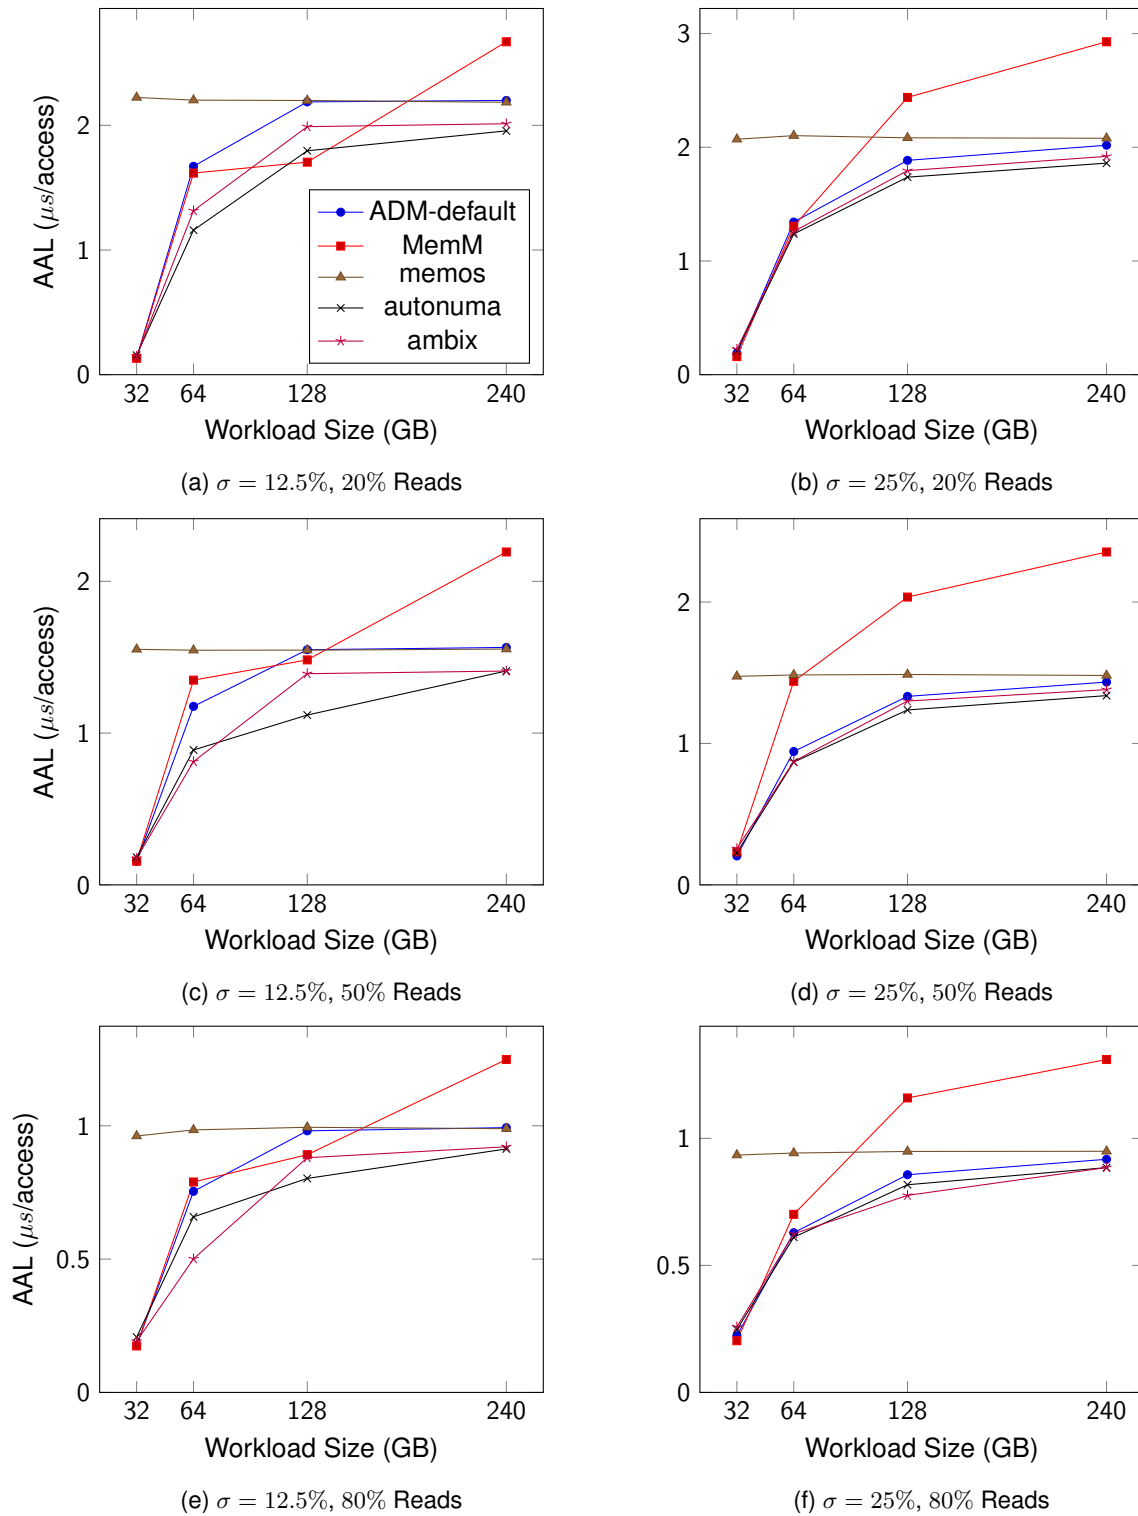 2
1
0
AAL (μs/access)
ADM-default
MemM
memos
autonuma
ambix
32 64 128 240
Workload Size (GB)
(a) σ = 12.5%, 20% Reads
3
2
1
0
32 64 128 240
Workload Size (GB)
(b) σ = 25%, 20% Reads
2
1
0
AAL (μs/access)
32 64 128 240
Workload Size (GB)
(c) σ = 12.5%, 50% Reads
2
1
0
32 64 128 240
Workload Size (GB)
(d) σ = 25%, 50% Reads
1
0.5
0
AAL (μs/access)
32 64 128 240
Workload Size (GB)
(e) σ = 12.5%, 80% Reads
1
0.5
0
32 64 128 240
Workload Size (GB)
(f) σ = 25%, 80% Reads